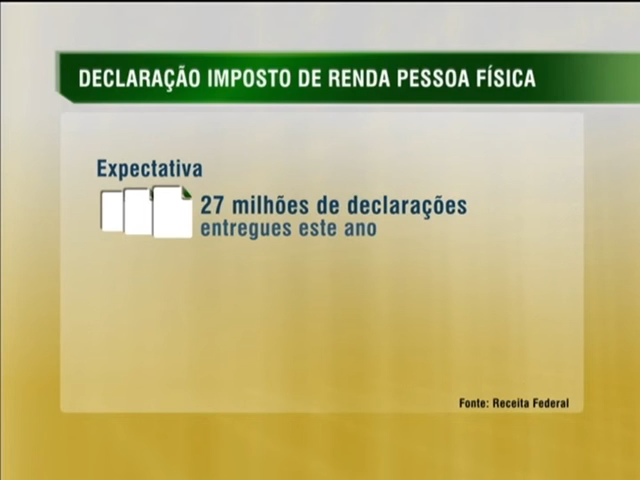 DECLARAÇÃO IMPOSTO DE RENDA PESSOA FÍSICA
Expectativa
27 milhões de declarações
entregues este ano
Fonte: Receita Federal